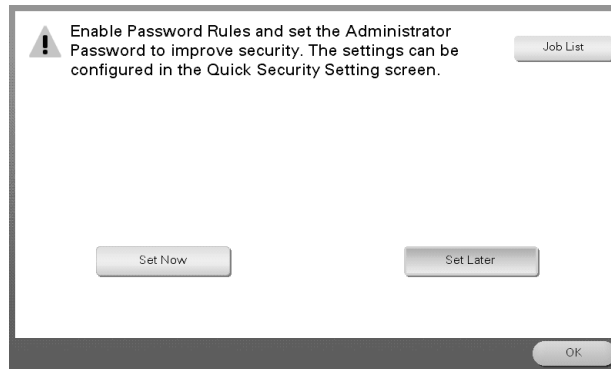 Enable Password Rules and set the Administrator
Password to improve security. The settings can be
configured in the Quick Security Setting screen.
Job List
Set Now
Set Later
OK